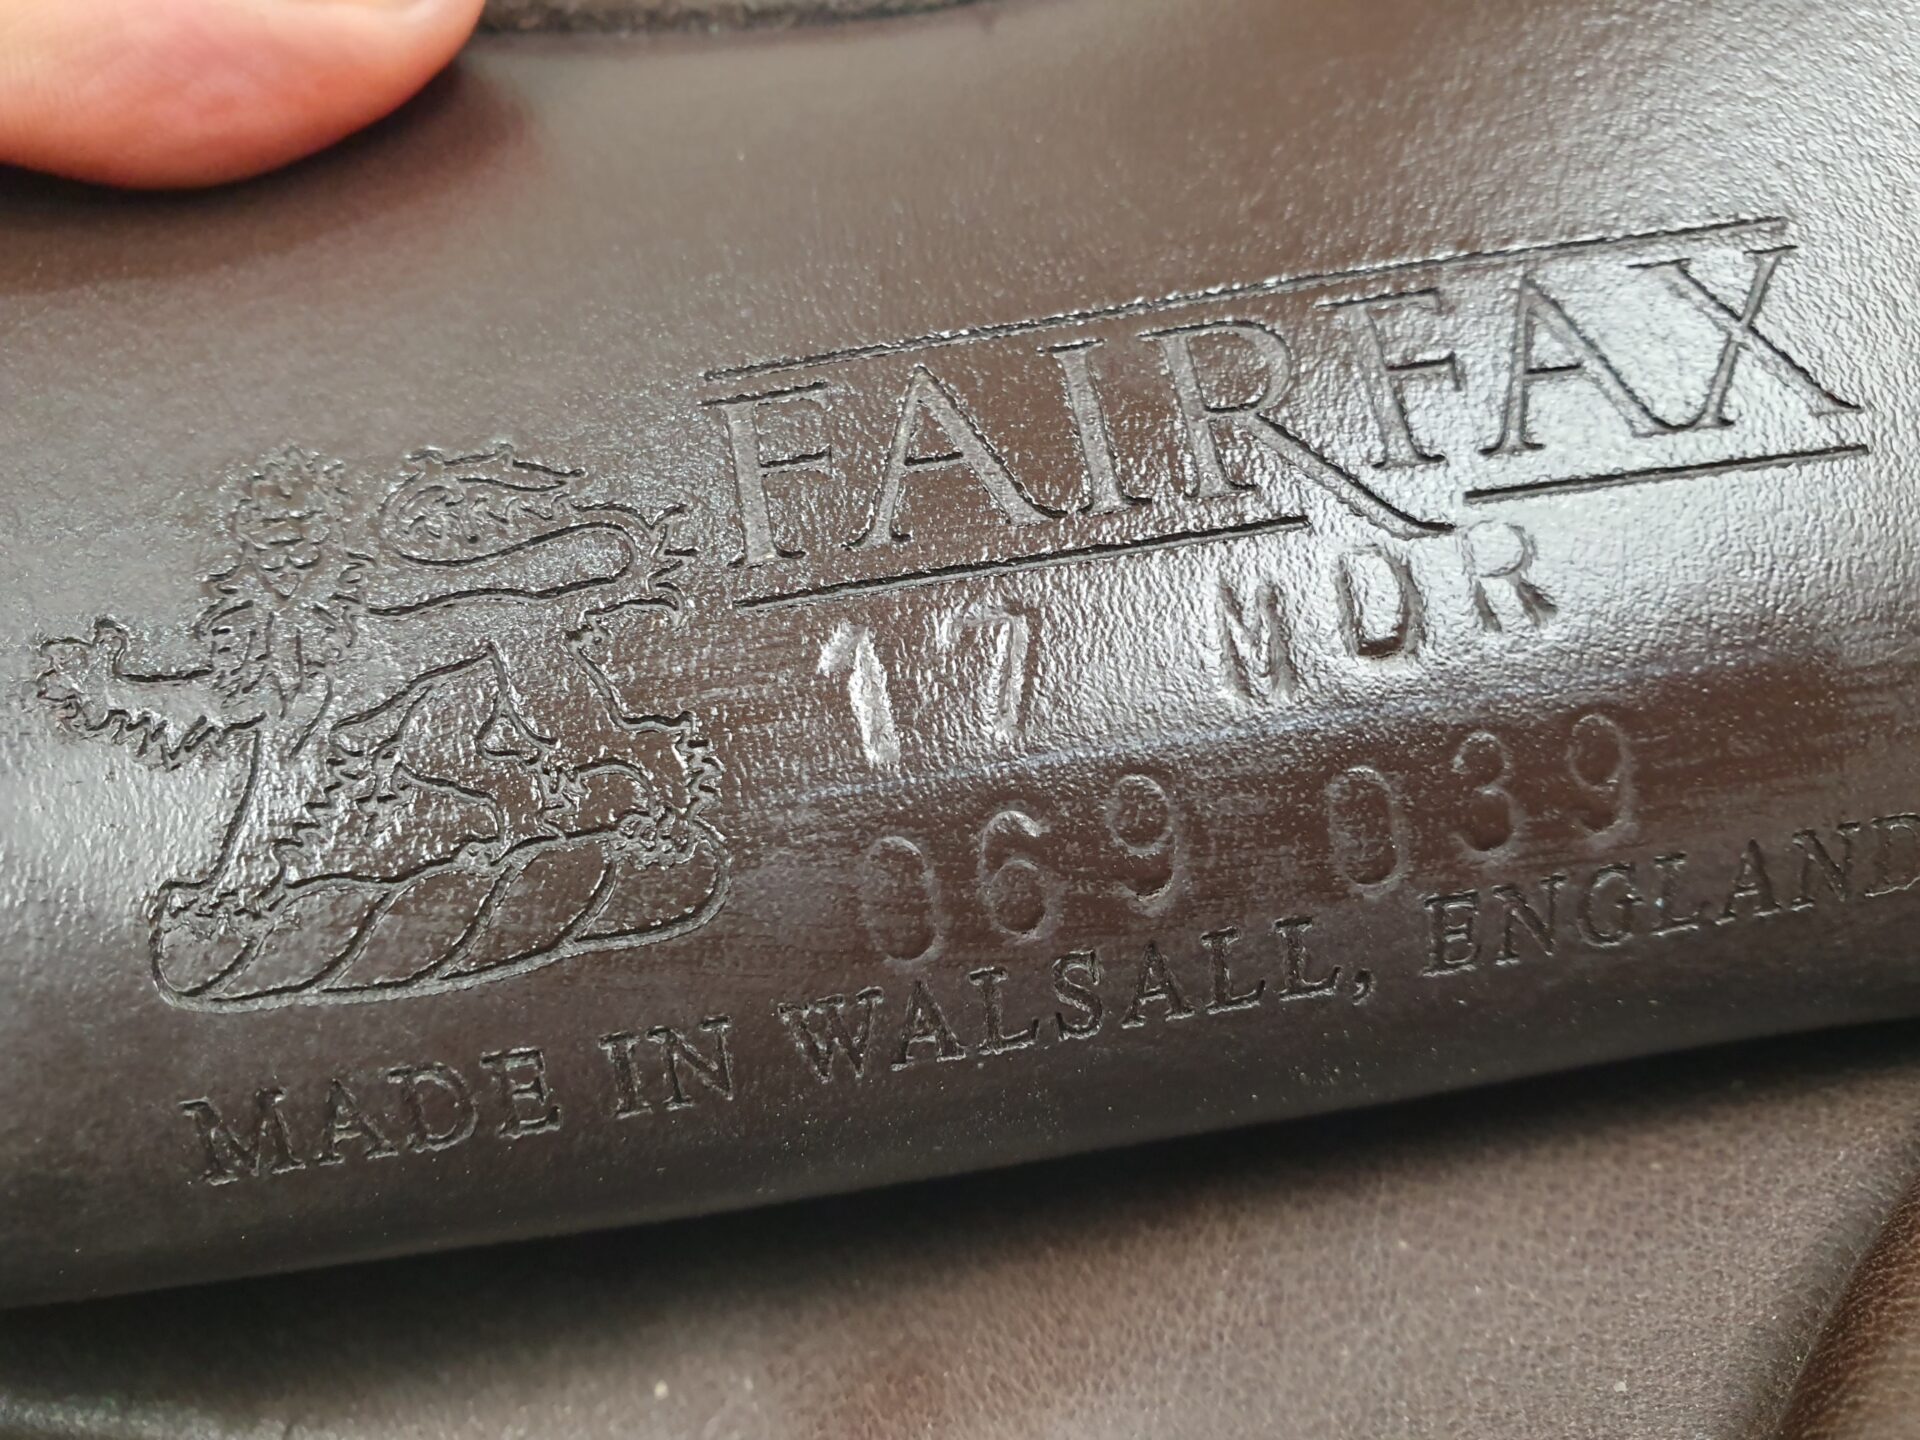 FAIRFAX
17 MDR
069 039
MADE IN WALSALL, ENGLAND